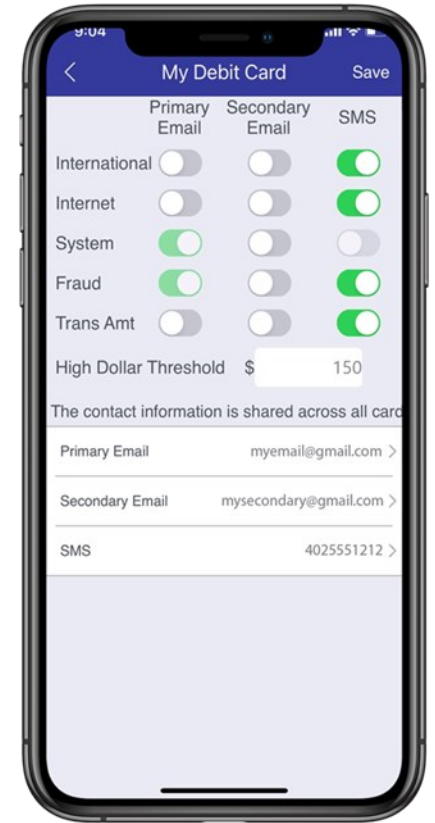 9:04
My Debit Card Save
Primary Email Secondary Email SMS
International
Internet
System
Fraud
Trans Amt
High Dollar Threshold $ 150
The contact information is shared across all card
Primary Email myemail@gmail.com
Secondary Email mysecondary@gmail.com
SMS 4025551212